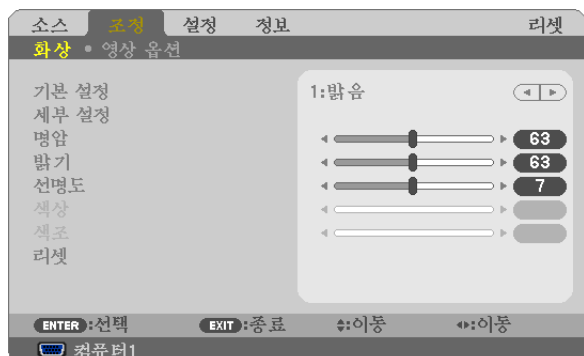 소스 조정 설정 정보 리셋
화상 • 영상 옵션
기본 설정 1:밝음
세부 설정
명암 63
밝기 63
선명도 7
색상
색조
리셋
ENTER:선택 EXIT:종료 :이동 :이동
컴퓨터1